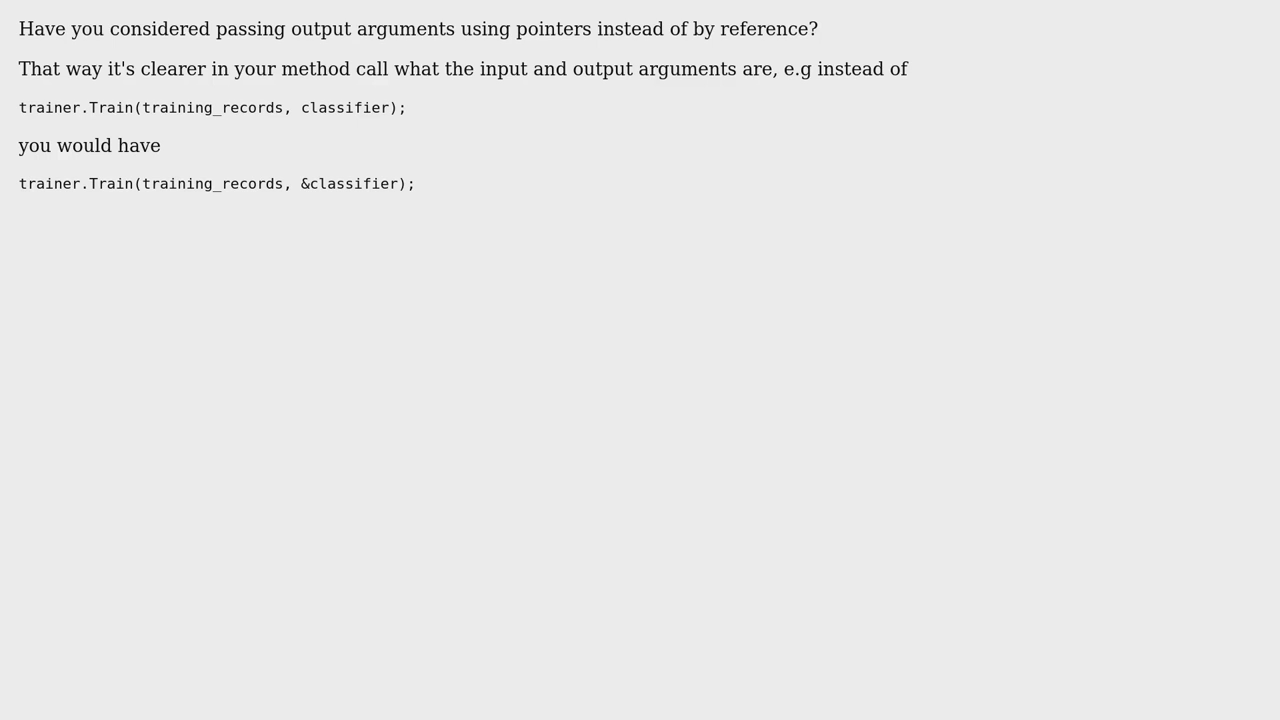 Have you considered passing output arguments using pointers instead of by reference?
That way it's clearer in your method call what the input and output arguments are, e.g instead of
trainer.Train(training_records, classifier);
you would have
trainer.Train(training_records, &classifier);